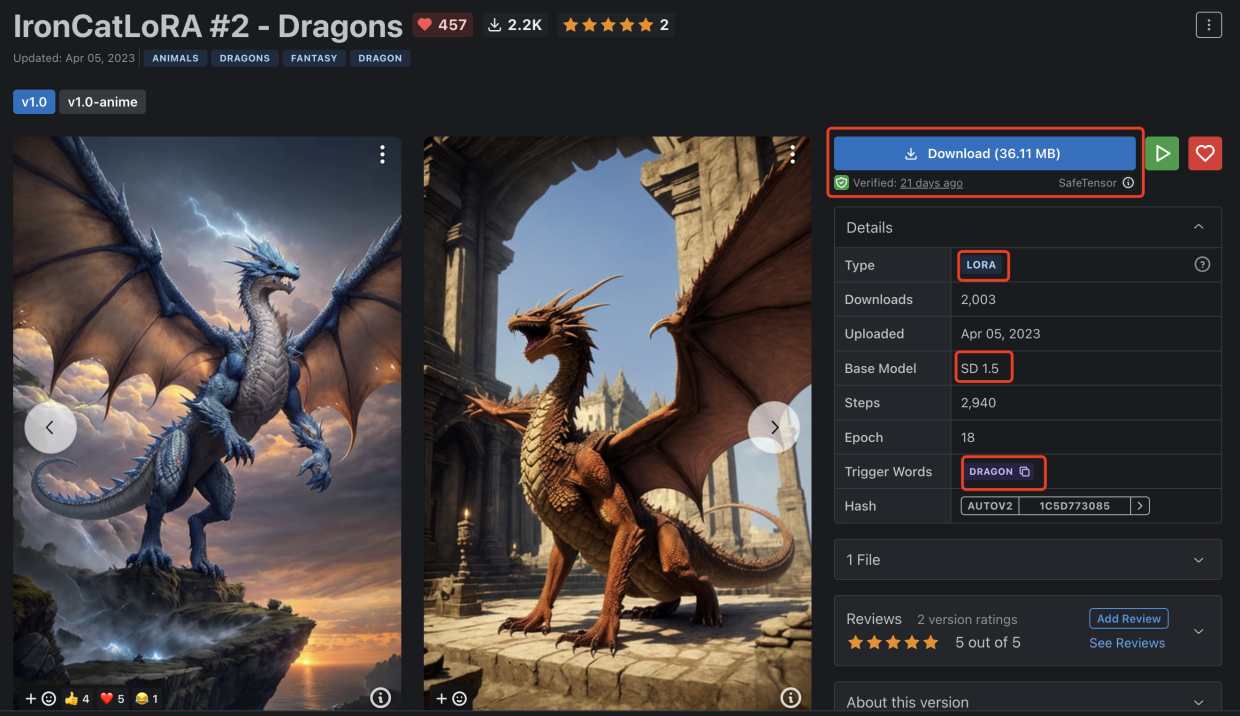 IronCatLoRA #2 - Dragons 457 2.2K 2
Updated: Apr 05, 2023 ANIMALS DRAGONS FANTASY DRAGON
v1.0 v1.0-anime
Download (36.11 MB)
Verified: 21 days ago SafeTensor
Details
Type LORA
Downloads 2,003
Uploaded Apr 05, 2023
Base Model SD 1.5
Steps 2,940
Epoch 18
Trigger Words DRAGON
Hash AUTOV2 1C5D773085
1 File
Reviews 2 version ratings Add Review
5 out of 5 See Reviews
About this version
4 5 1